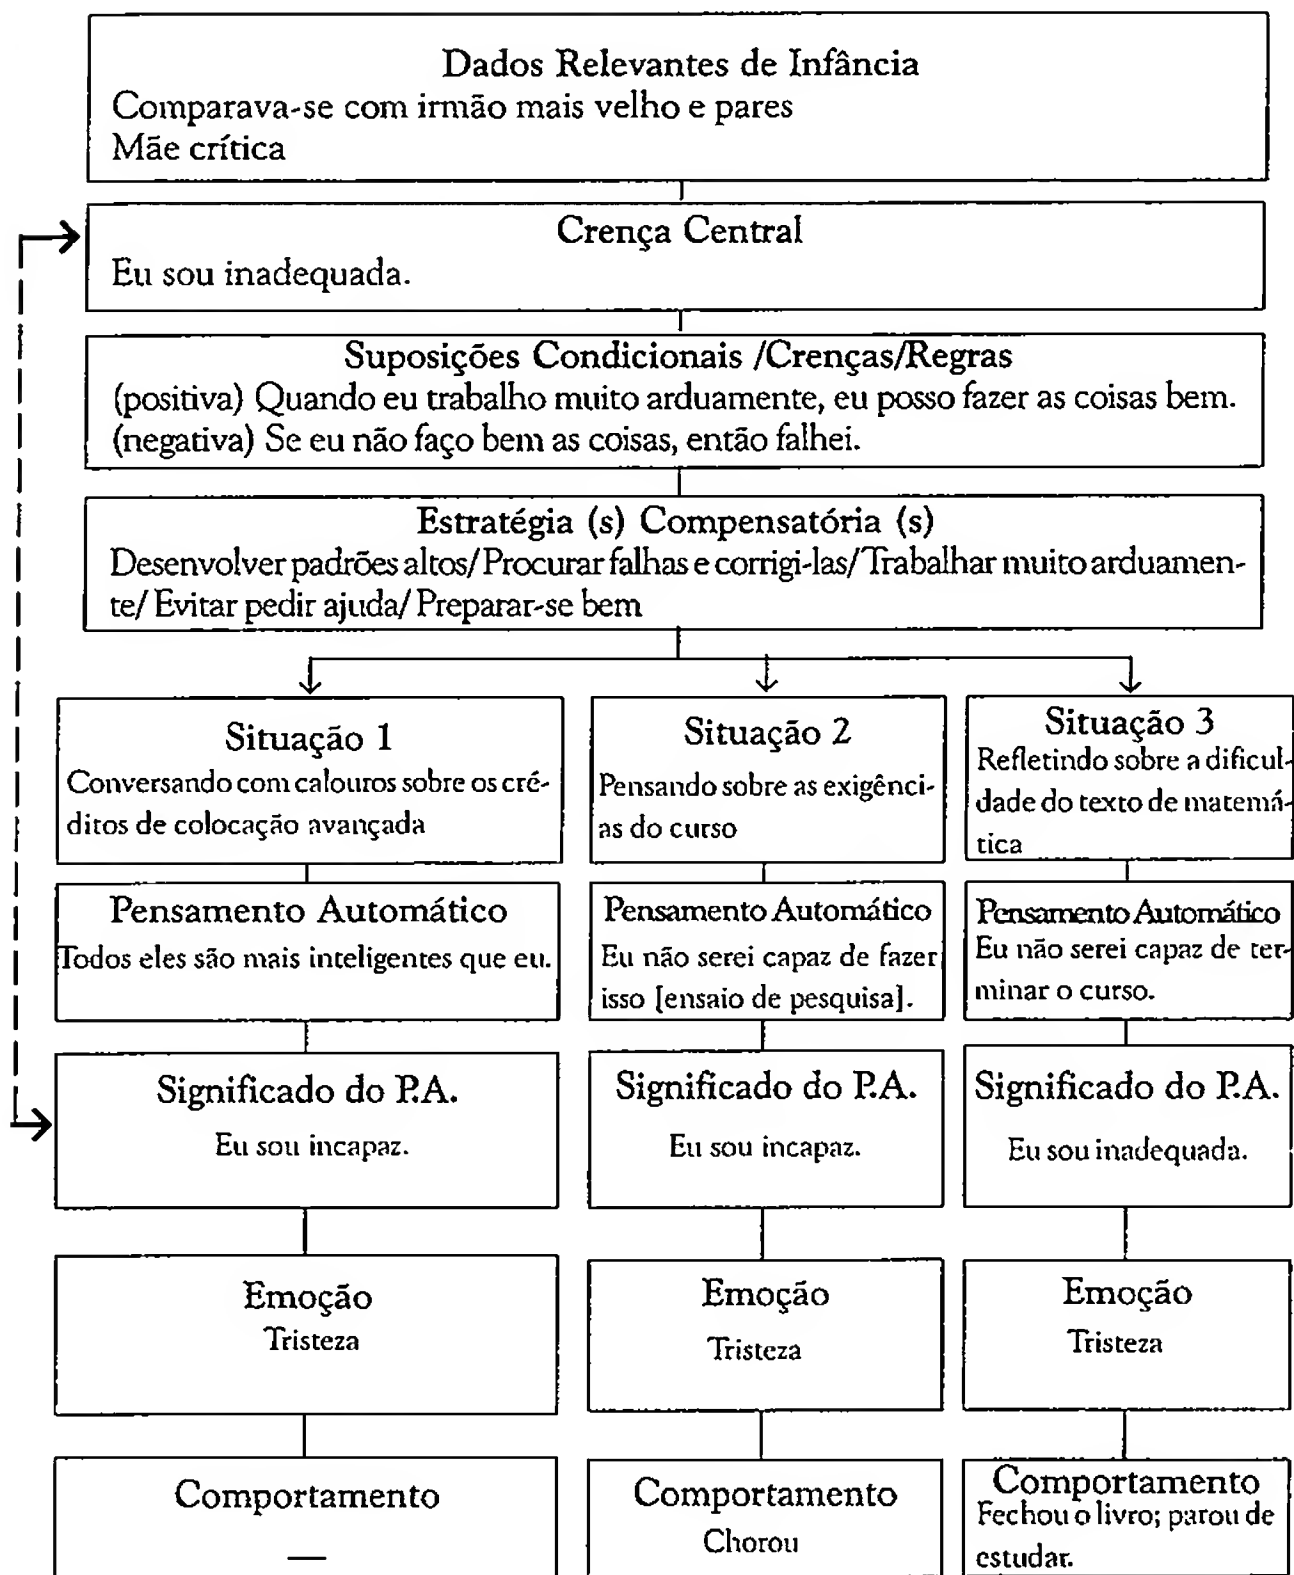 Dados Relevantes de Infância
Comparava-se com irmão mais velho e pares
Mãe crítica
Crença Central
Eu sou inadequada.
Suposições Condicionais /Crenças/Regras
(positiva) Quando eu trabalho muito arduamente, eu posso fazer as coisas bem.
(negativa) Se eu não faço bem as coisas, então falhei.
Estratégia (s) Compensatória (s)
Desenvolver padrões altos/Procurar falhas e corrigi-las/Trabalhar muito arduamen-
te/ Evitar pedir ajuda/ Preparar-se bem
Situação 1
Conversando com calouros sobre os cré-
ditos de colocação avançada
Situação 2
Pensando sobre as exigênci-
as do curso
Situação 3
Refletindo sobre a dificul-
dade do texto de matemá-
tica
Pensamento Automático
Todos eles são mais inteligentes que eu.
Pensamento Automático
Eu não serei capaz de fazer
isso [ensaio de pesquisa].
Pensamento Automático
Eu não serei capaz de ter-
minar o curso.
Significado do P.A.
Eu sou incapaz.
Significado do P.A.
Eu sou incapaz.
Significado do P.A.
Eu sou inadequada.
Emoção
Tristeza
Emoção
Tristeza
Emoção
Tristeza
Comportamento
—
Comportamento
Chorou
Comportamento
Fechou o livro; parou de
estudar.